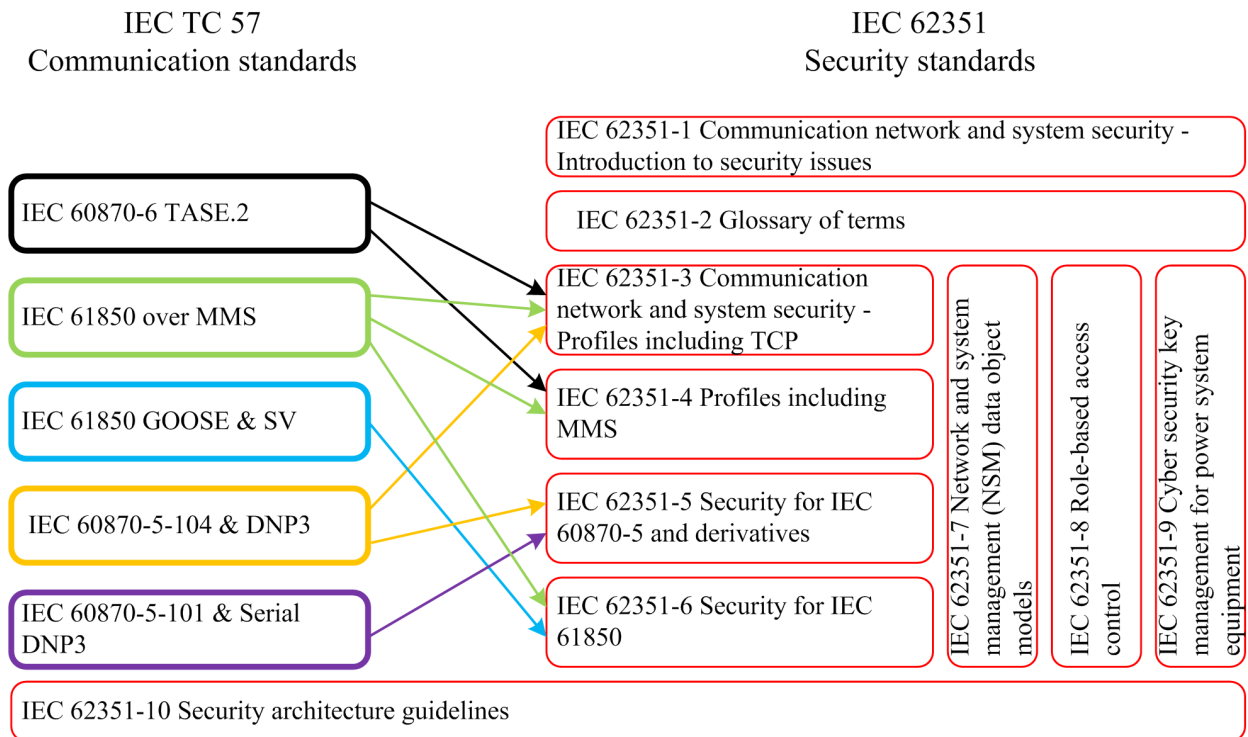 IEC TC 57
Communication standards
IEC 62351
Security standards
IEC 62351-1 Communication network and system security -
Introduction to security issues
IEC 60870-6 TASE.2
IEC 62351-2 Glossary of terms
IEC 61850 over MMS
IEC 62351-3 Communication
network and system security -
Profiles including TCP
IEC 61850 GOOSE & SV
IEC 62351-4 Profiles including
MMS
IEC 60870-5-104 & DNP3
IEC 62351-5 Security for IEC
60870-5 and derivatives
IEC 60870-5-101 & Serial
DNP3
IEC 62351-6 Security for IEC
61850
IEC 62351-7 Network and system
management (NSM) data object
models
IEC 62351-8 Role-based access
control
IEC 62351-9 Cyber security key
management for power system
equipment
IEC 62351-10 Security architecture guidelines